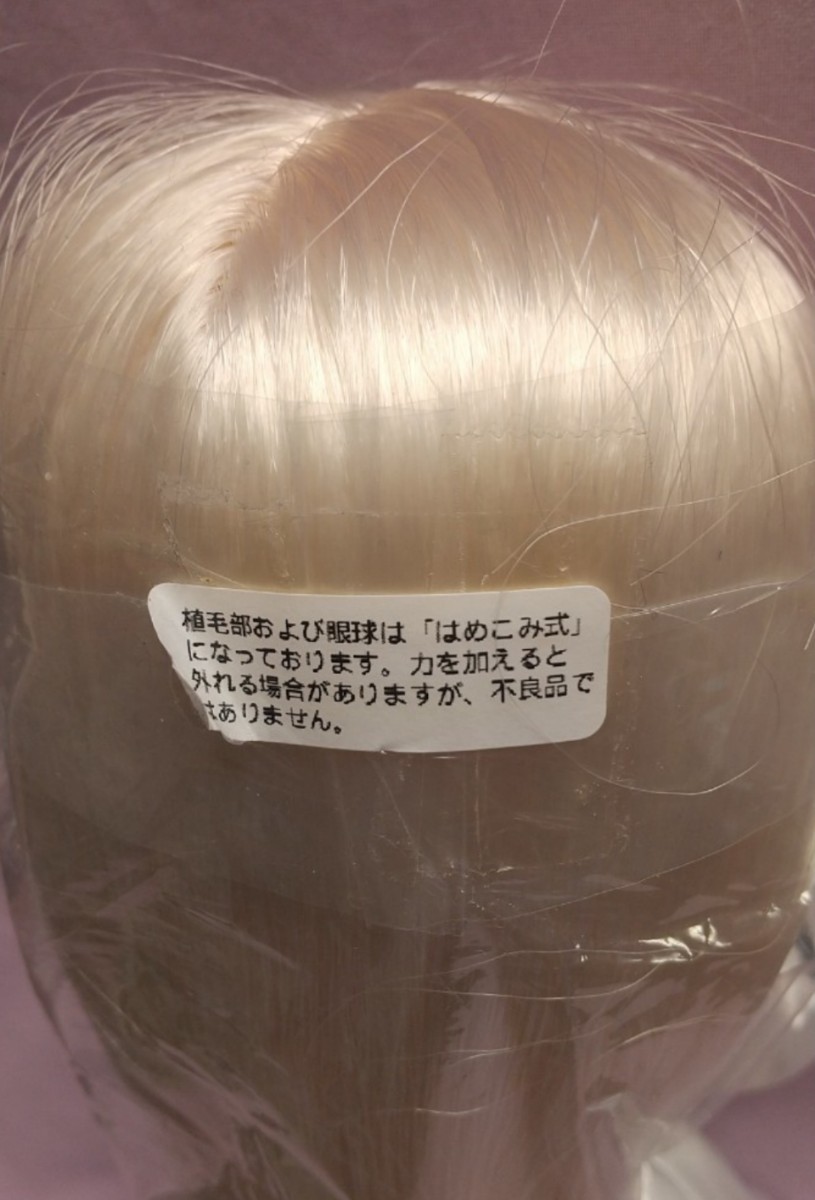 植毛部および眼球は「はめこみ式」
になっております。力を加えると
外れる場合がありますが、不良品で
はありません。